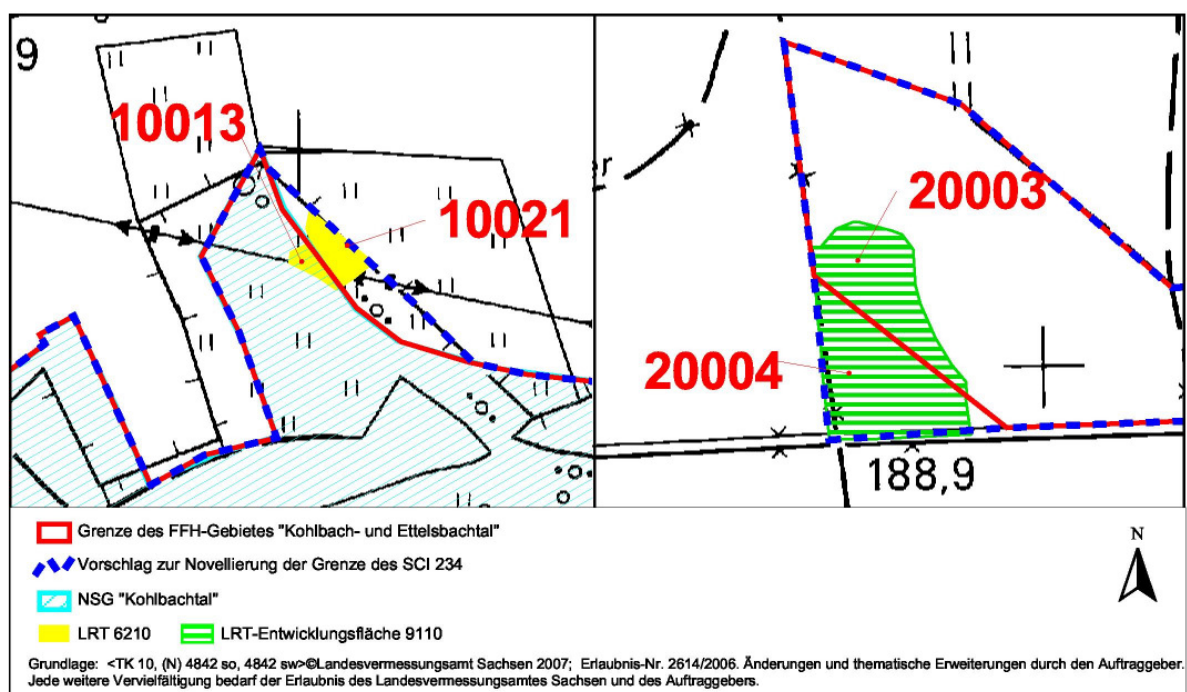 9
10013
10021
20003
20004
188,9
Grenze des FFH-Gebietes "Kohlbach- und Ettelsbachtal"
Vorschlag zur Novellierung der Grenze des SCI 234
NSG "Kohlbachtal"
LRT 6210
LRT-Entwicklungsfläche 9110
N
Grundlage: <TK 10, (N) 4842 so, 4842 sw>©Landesvermessungsamt Sachsen 2007; Erlaubnis-Nr. 2614/2006. Änderungen und thematische Erweiterungen durch den Auftraggeber.
Jede weitere Vervielfältigung bedarf der Erlaubnis des Landesvermessungsamtes Sachsen und des Auftraggebers.